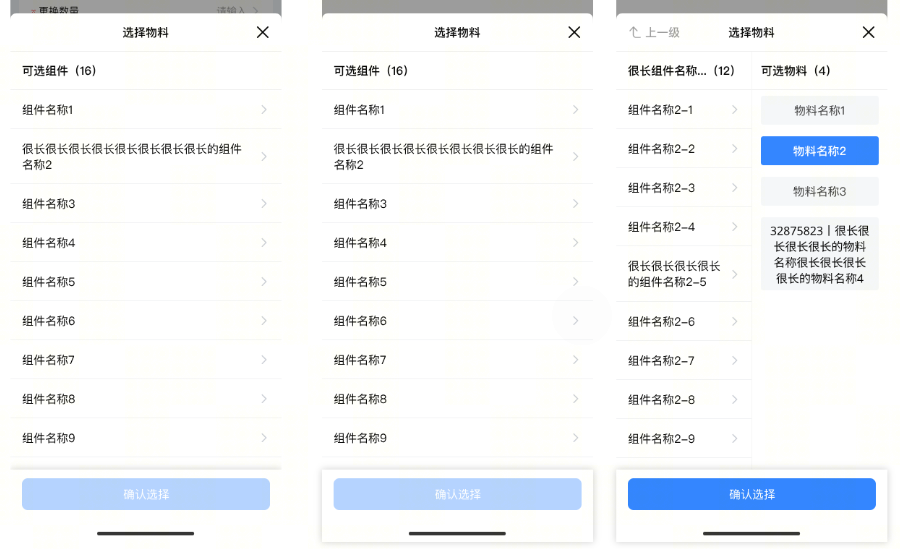 更换数量
请输入
选择物料
可选组件（16）
组件名称1
很长很长很长很长很长很长很长很长的组件
名称2
组件名称3
组件名称4
组件名称5
组件名称6
组件名称7
组件名称8
组件名称9
确认选择
选择物料
可选组件（16）
组件名称1
很长很长很长很长很长很长很长很长的组件
名称2
组件名称3
组件名称4
组件名称5
组件名称6
组件名称7
组件名称8
组件名称9
确认选择
上一级
选择物料
很长组件名称...（12）
组件名称2-1
组件名称2-2
组件名称2-3
组件名称2-4
很长很长很长很长
的组件名称2-5
组件名称2-6
组件名称2-7
组件名称2-8
组件名称2-9
可选物料（4）
物料名称1
物料名称2
物料名称3
32875823丨很长很
长很长很长的物料
名称很长很长很长
很长的物料名称4
确认选择